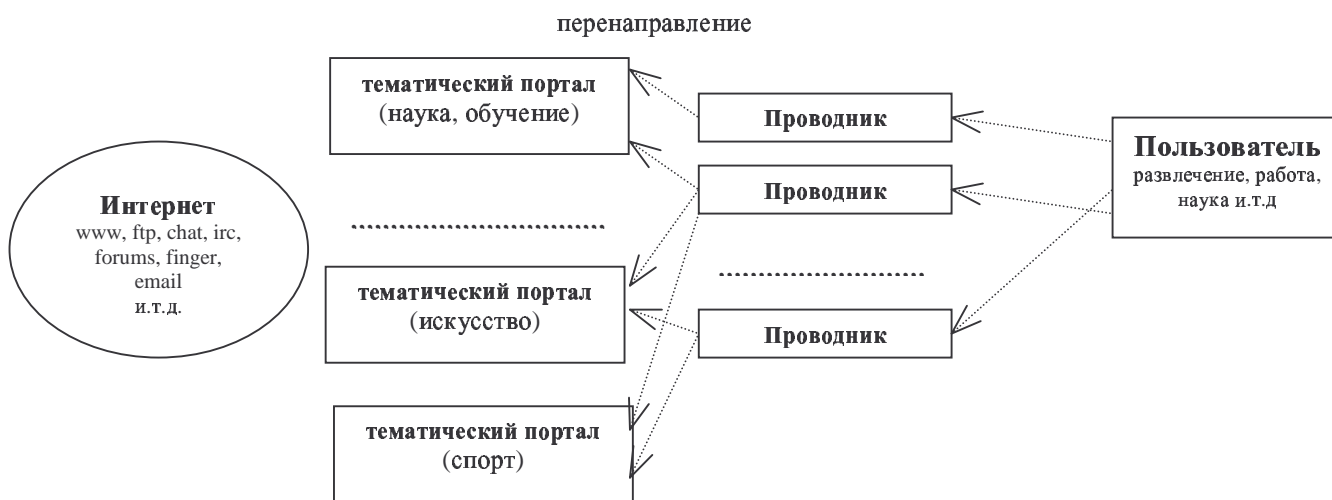 перенаправление
тематический портал
(наука, обучение)
Проводник
Пользователь
развлечение, работа,
наука и.т.д
Проводник
Интернет
www, ftp, chat, irc,
forums, finger,
email
и.т.д.
тематический портал
(искусство)
Проводник
тематический портал
(спорт)